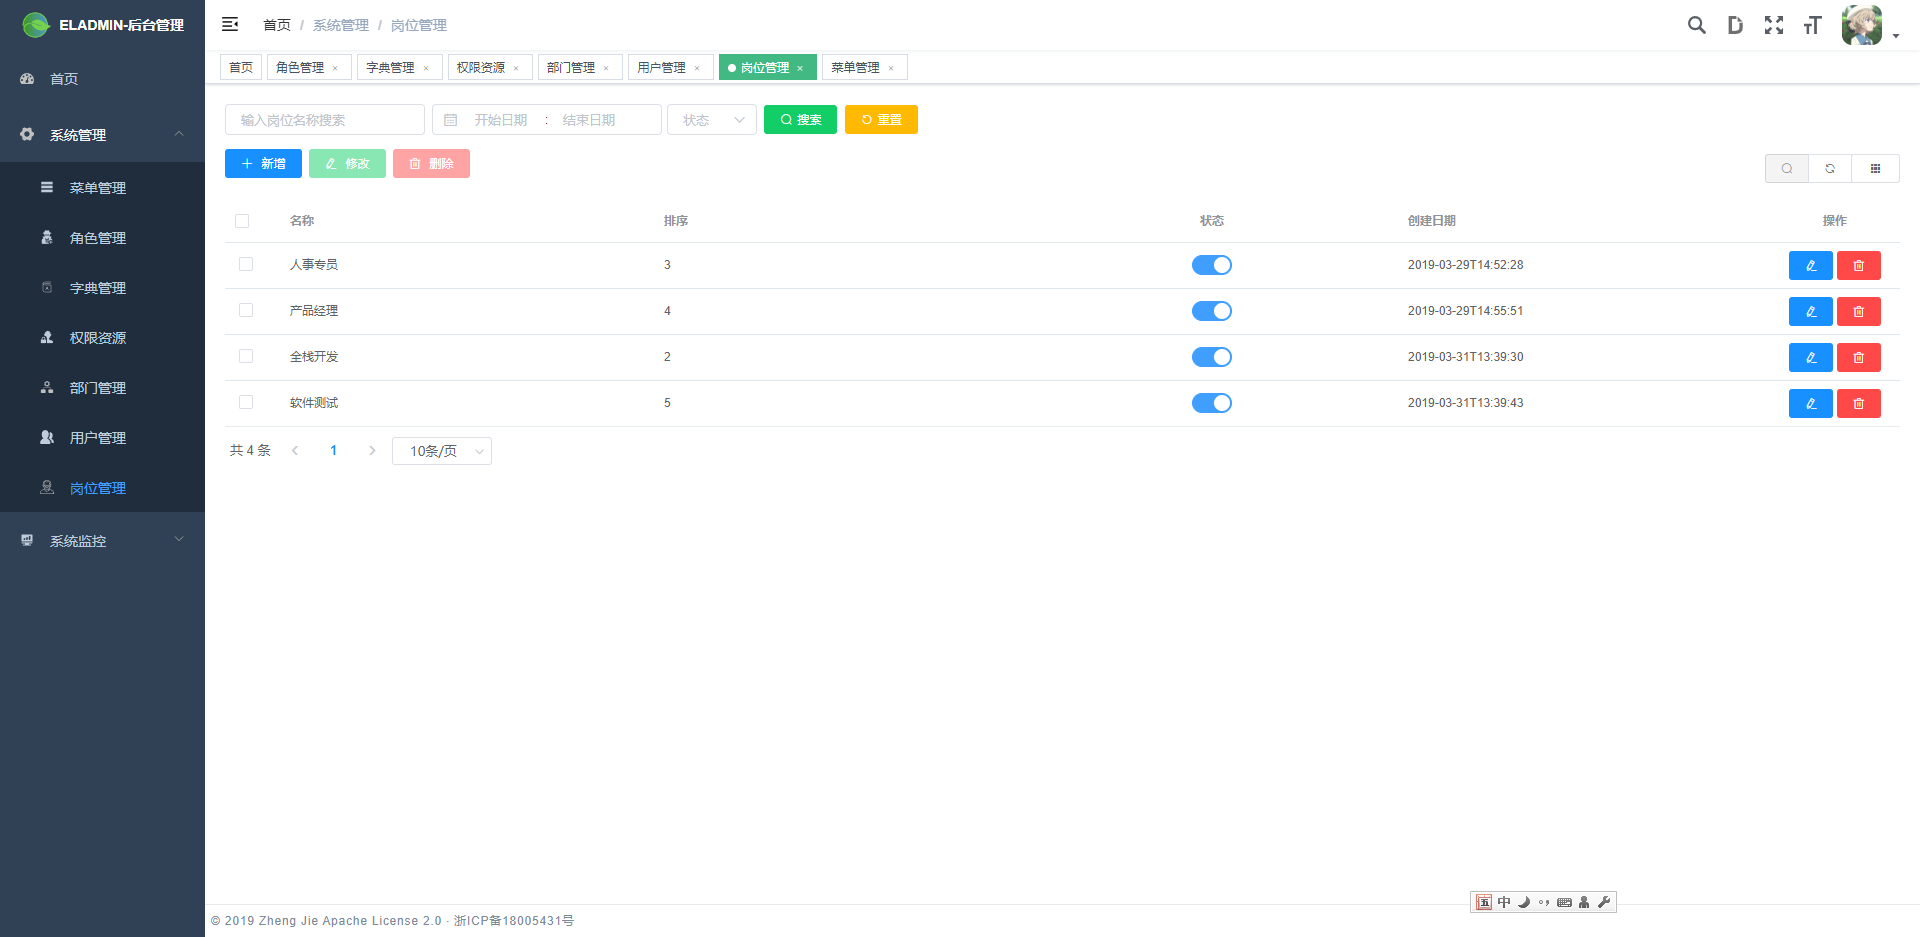 ELADMIN-后台管理
首页
系统管理
菜单管理
角色管理
字典管理
权限资源
部门管理
用户管理
岗位管理
系统监控
首页 / 系统管理 / 岗位管理
首页 角色管理 × 字典管理 × 权限资源 × 部门管理 × 用户管理 × 岗位管理 × 菜单管理 ×
输入岗位名称搜索 开始日期 : 结束日期 状态 搜索 重置
新增 修改 删除
名称 排序 状态 创建日期 操作
人事专员 3 2019-03-29T14:52:28
产品经理 4 2019-03-29T14:55:51
全栈开发 2 2019-03-31T13:39:30
软件测试 5 2019-03-31T13:39:43
共 4 条 1 10条/页
五 中
© 2019 Zheng Jie Apache License 2.0 · 浙ICP备18005431号